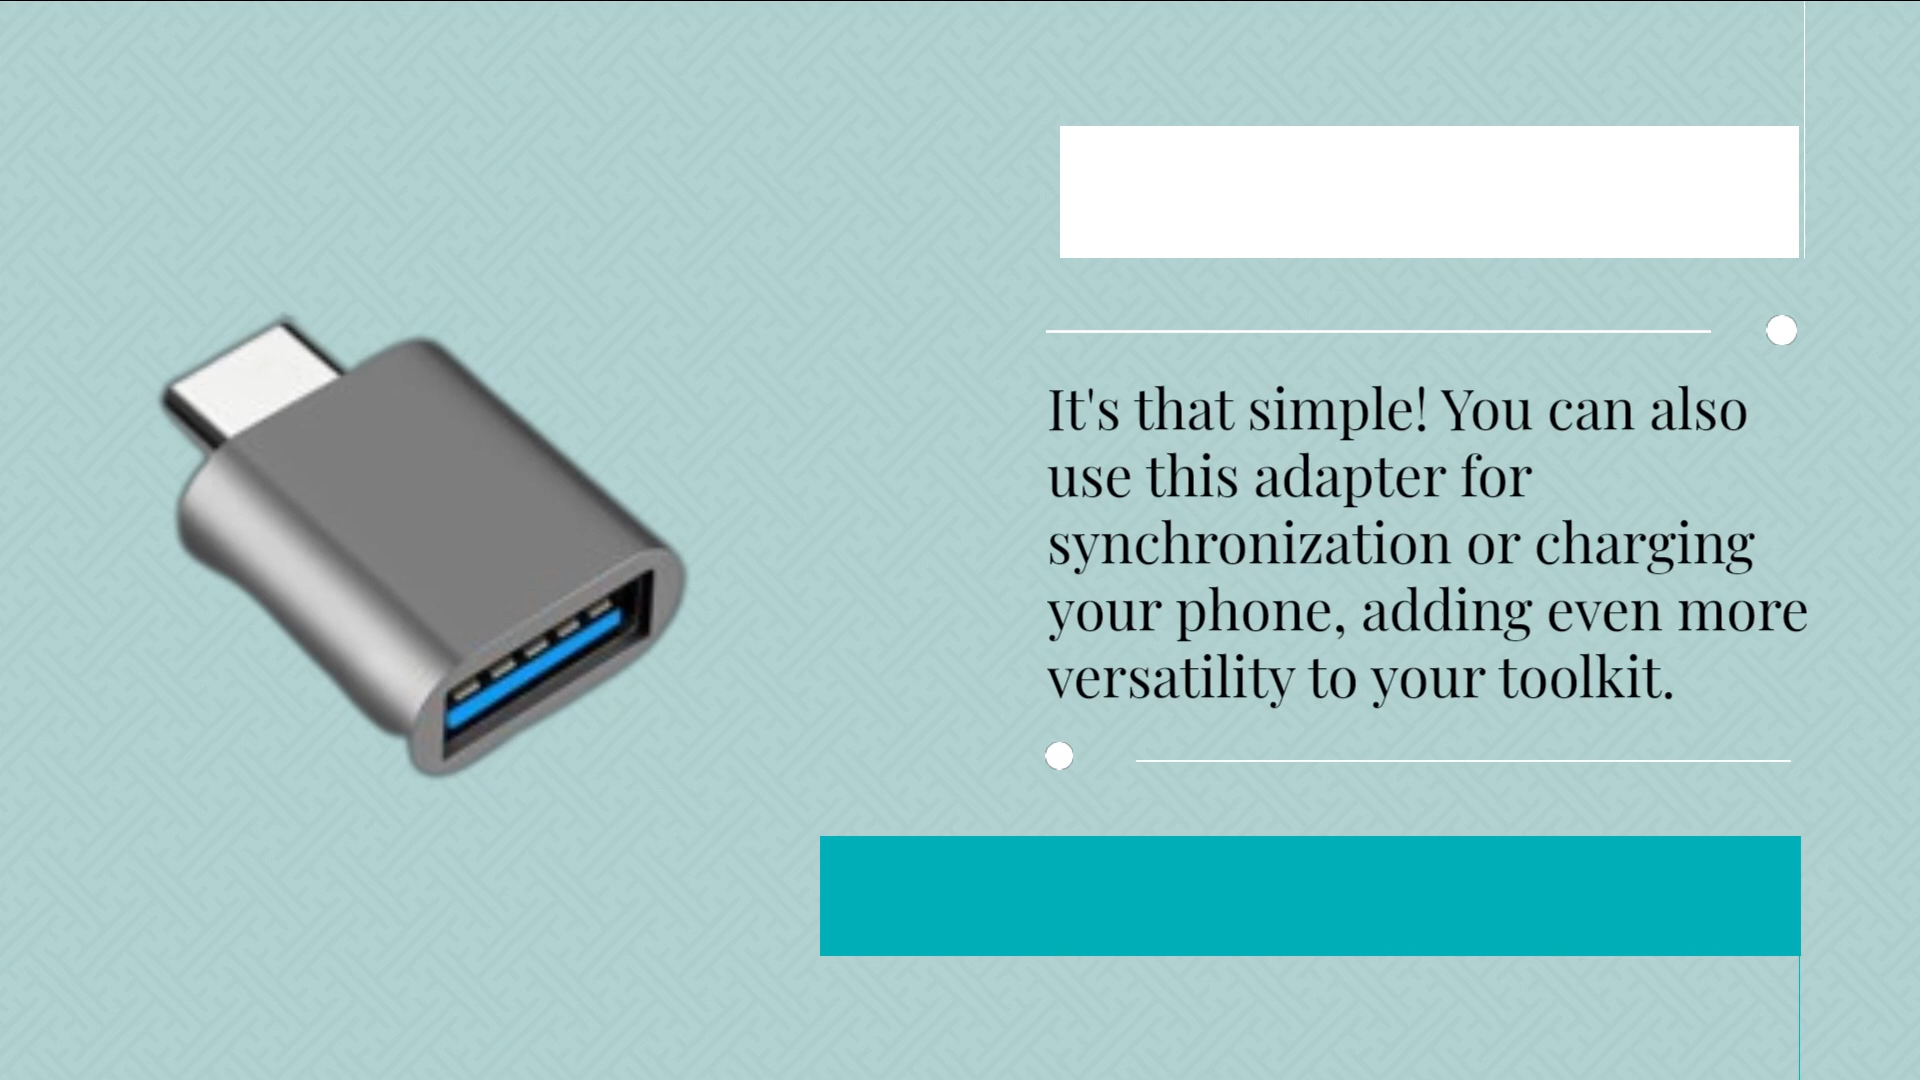 It's that simple! You can also
use this adapter for
synchronization or charging
your phone, adding even more
versatility to your toolkit.